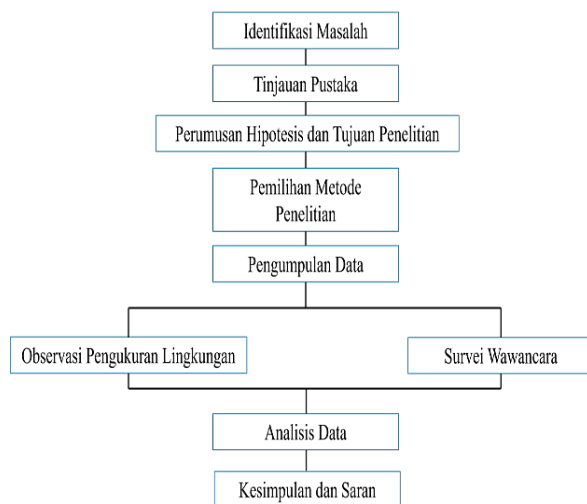 Identifikasi Masalah
Tinjauan Pustaka
Perumusan Hipotesis dan Tujuan Penelitian
Pemilihan Metode
Penelitian
Pengumpulan Data
Observasi Pengukuran Lingkungan
Survei Wawancara
Analisis Data
Kesimpulan dan Saran